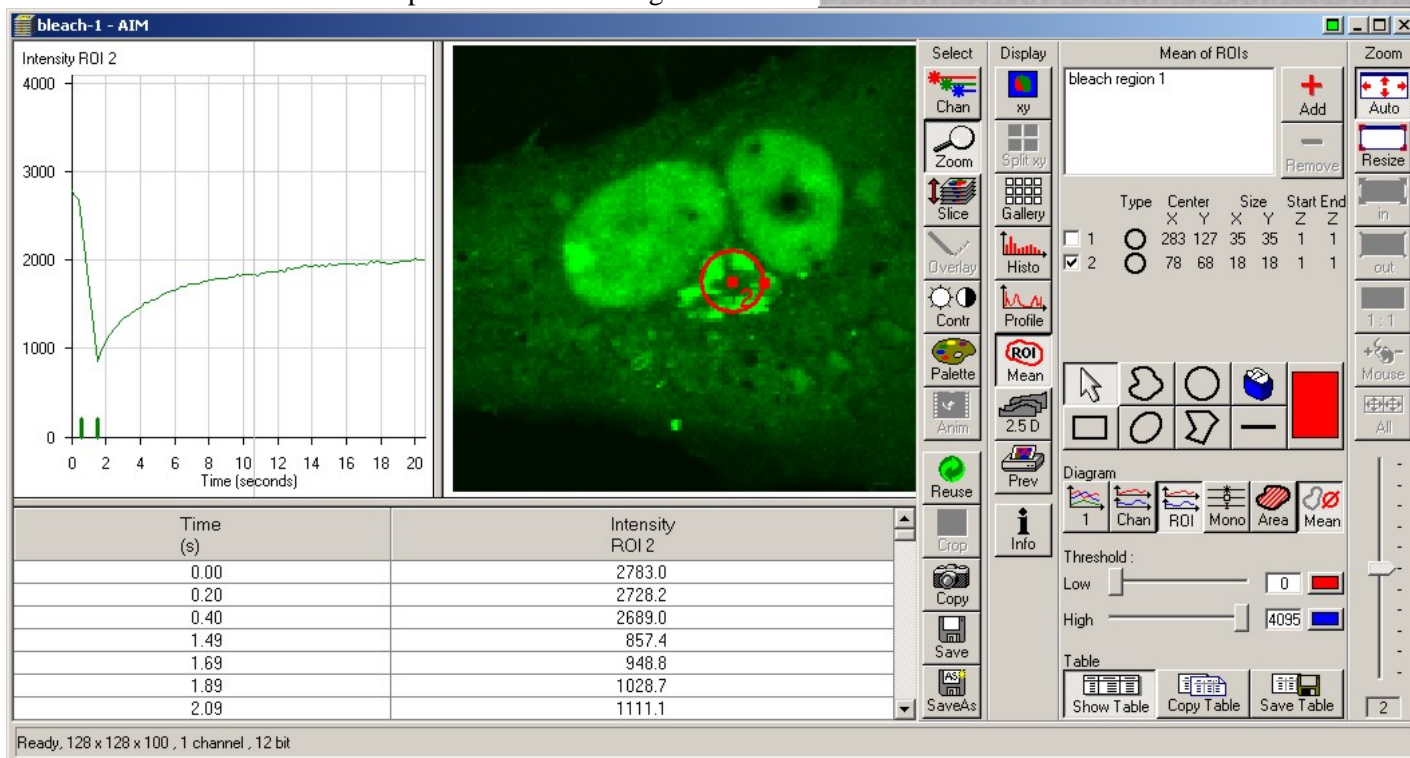 bleach-1 - AIM
Intensity ROI 2
4000
3000
2000
1000
0
0 2 4 6 8 10 12 14 16 18 20
Time (seconds)
2
Time
(s)
Intensity
ROI 2
0.00 2783.0
0.20 2728.2
0.40 2689.0
1.49 857.4
1.69 948.8
1.89 1028.7
2.09 1111.1
Select
Chan
Zoom
Slice
Overlay
Contr
Palette
Anim
Reuse
Crop
Copy
Save
AS
SaveAs
Display
xy
Split xy
Gallery
Histo
Profile
ROI
Mean
2.5 D
Prev
i
Info
Mean of ROIs
bleach region 1
Add
Remove
Type Center Size Start End
X Y X Y Z Z
1 283 127 35 35 1 1
2 78 68 18 18 1 1
Diagram
1 Chan ROI Mono Area Mean
Threshold :
Low 0
High 4095
Table
Show Table Copy Table Save Table
Zoom
Auto
Resize
in
out
1 : 1
Mouse
All
2
Ready, 128 x 128 x 100 , 1 channel , 12 bit